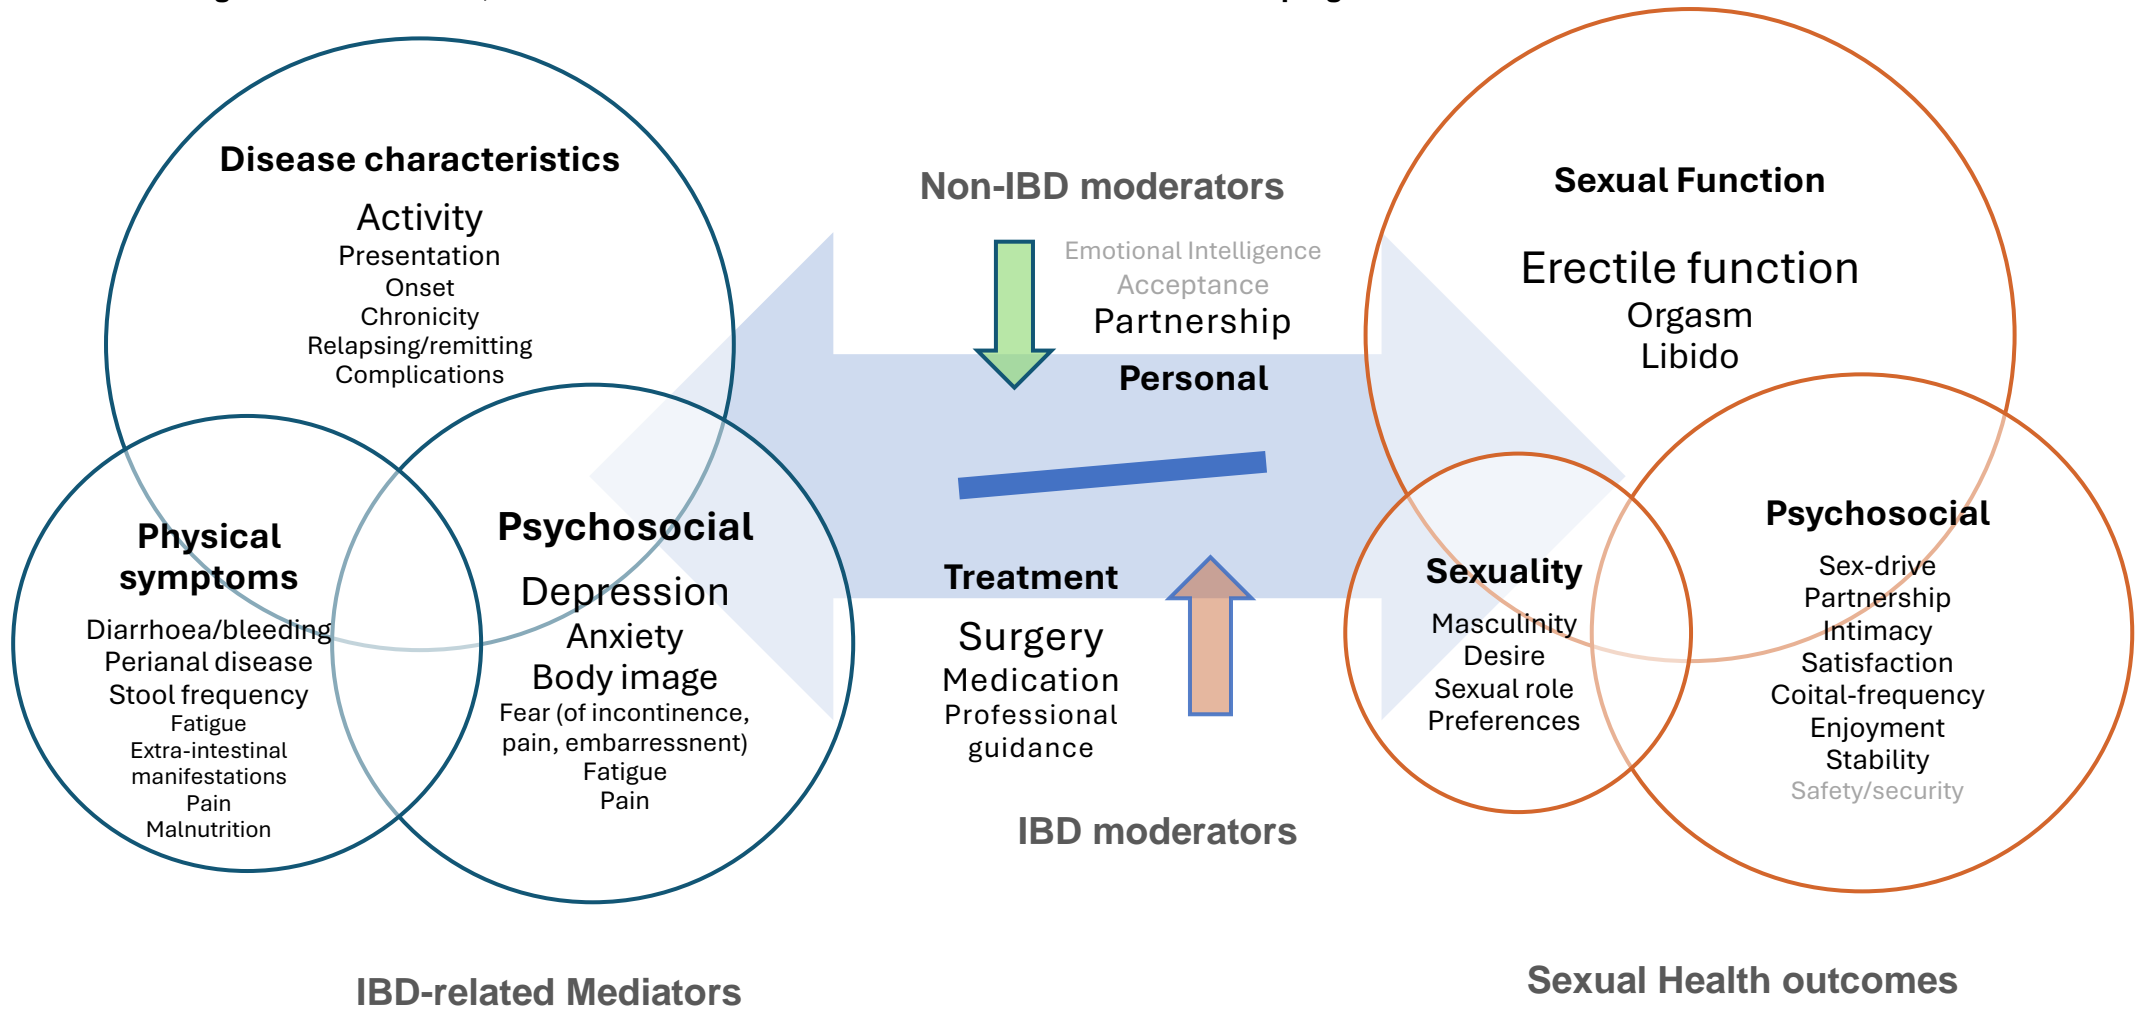 Disease characteristics
Activity
Presentation
Onset
Chronicity
Relapsing/remitting
Complications
Physical
symptoms
Diarrhoea/bleeding
Perianal disease
Stool frequency
Fatigue
Extra-intestinal
manifestations
Pain
Malnutrition
Psychosocial
Depression
Anxiety
Body image
Fear (of incontinence,
pain, embarressnent)
Fatigue
Pain
IBD-related Mediators
Non-IBD moderators
Emotional Intelligence
Acceptance
Partnership
Personal
Treatment
Surgery
Medication
Professional
guidance
IBD moderators
Sexual Function
Erectile function
Orgasm
Libido
Sexuality
Masculinity
Desire
Sexual role
Preferences
Psychosocial
Sex-drive
Partnership
Intimacy
Satisfaction
Coital-frequency
Enjoyment
Stability
Safety/security
Sexual Health outcomes